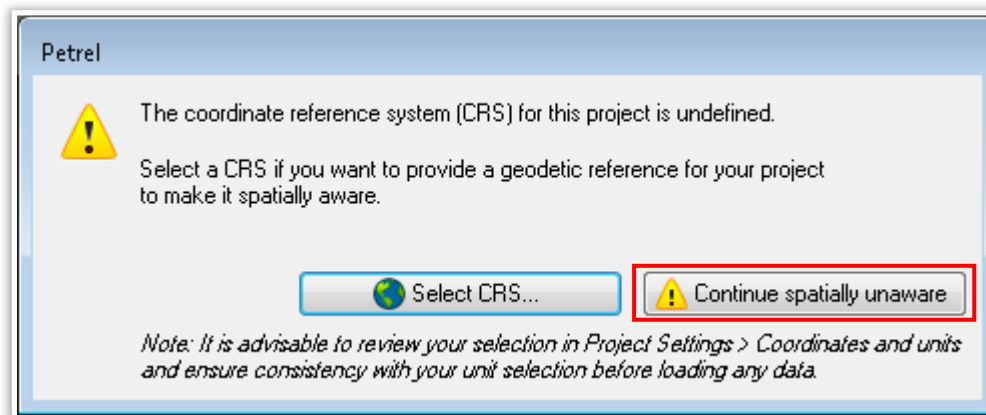 Petrel
The coordinate reference system (CRS) for this project is undefined.
Select a CRS if you want to provide a geodetic reference for your project
to make it spatially aware.
Select CRS...
Continue spatially unaware
Note: It is advisable to review your selection in Project Settings > Coordinates and units
and ensure consistency with your unit selection before loading any data.